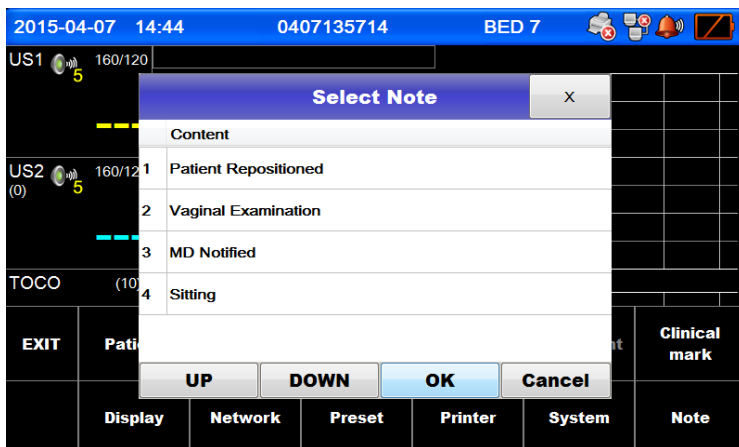 2015-04-07 14:44 0407135714 BED 7
US1 5 160/120
Select Note X
Content
US2 5 160/12
(0)
1 Patient Repositioned
2 Vaginal Examination
3 MD Notified
4 Sitting
TOCO (10)
EXIT Clinical mark
UP DOWN OK Cancel
Display Network Preset Printer System Note